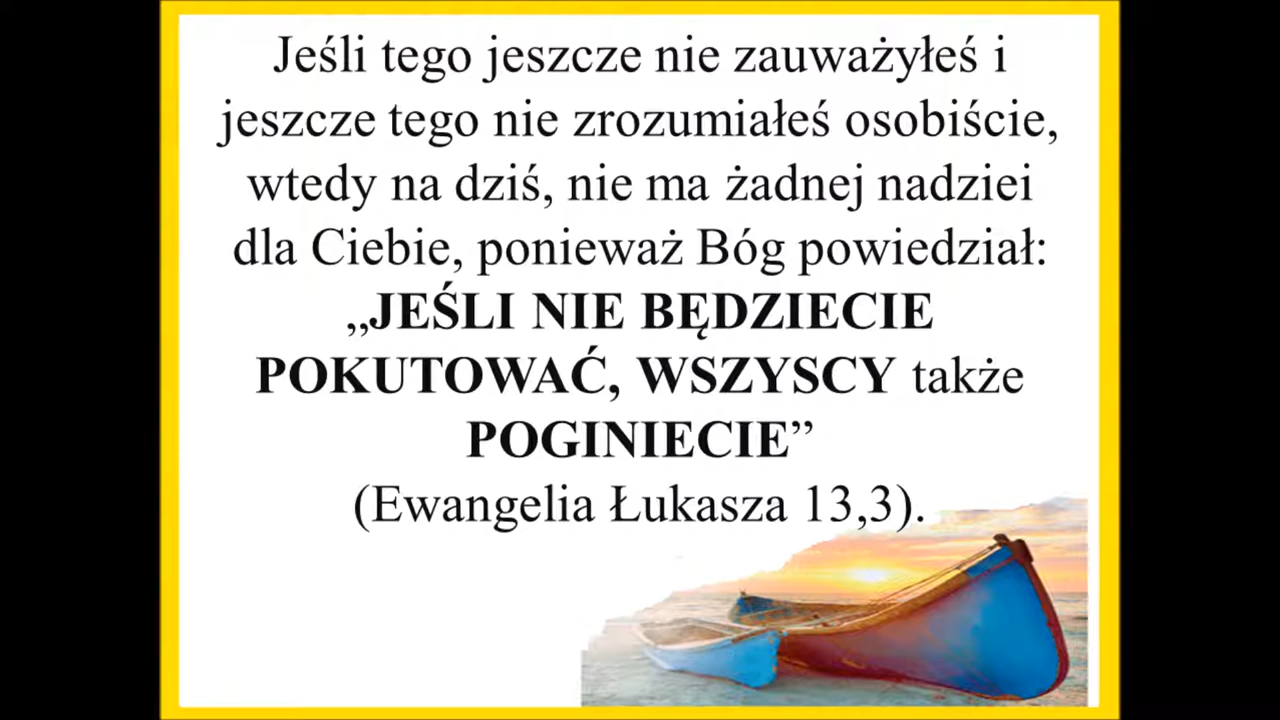 Jeśli tego jeszcze nie zauważyłeś i
jeszcze tego nie zrozumiałeś osobiście,
wtedy na dziś, nie ma żadnej nadziei
dla Ciebie, ponieważ Bóg powiedział:
„JEŚLI NIE BĘDZIECIE
POKUTOWAĆ, WSZYSCY także
POGINIECIE”
(Ewangelia Łukasza 13,3).